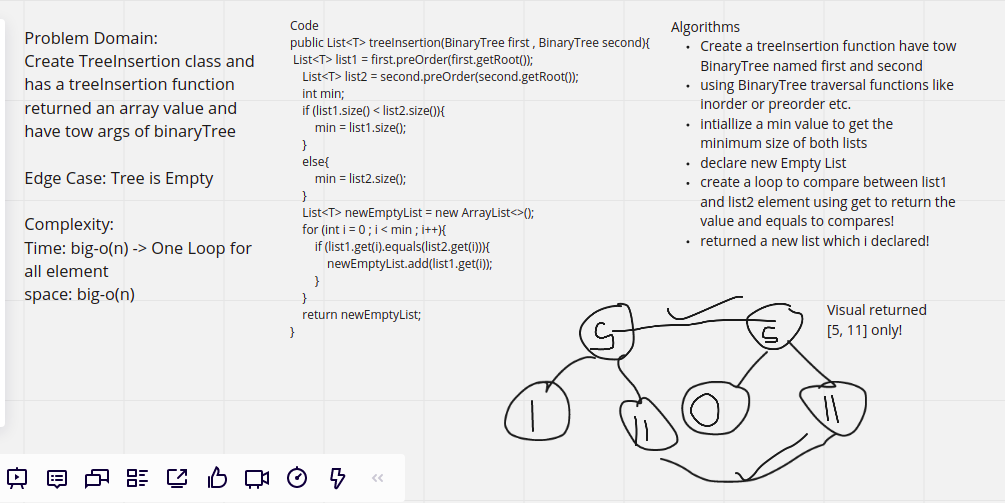 Problem Domain:
Create TreeInsertion class and
has a treeInsertion function
returned an array value and
have tow args of binaryTree
Edge Case: Tree is Empty
Complexity:
Time: big-o(n) -> One Loop for
all element
space: big-o(n)
Code
public List<T> treeInsertion(BinaryTree first , BinaryTree second){
List<T> list1 = first.preOrder(first.getRoot());
List<T> list2 = second.preOrder(second.getRoot());
int min;
if (list1.size() < list2.size()){
min = list1.size();
}
else{
min = list2.size();
}
List<T> newEmptyList = new ArrayList<>();
for (int i = 0 ; i < min ; i++){
if (list1.get(i).equals(list2.get(i))){
newEmptyList.add(list1.get(i));
}
}
return newEmptyList;
}
Algorithms
• Create a treeInsertion function have tow
BinaryTree named first and second
• using BinaryTree traversal functions like
inorder or preorder etc.
• intiallize a min value to get the
minimum size of both lists
• declare new Empty List
• create a loop to compare between list1
and list2 element using get to return the
value and equals to compares!
• returned a new list which i declared!
Visual returned
[5, 11] only!
5 5
1 11 0 11